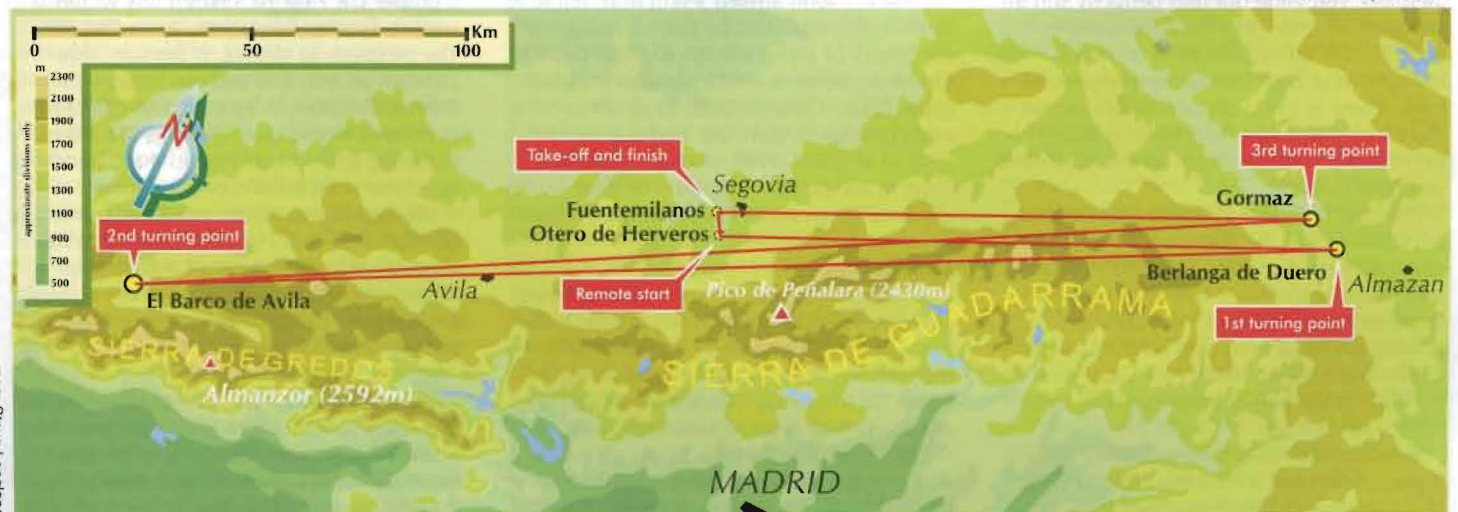 Km
0 50 100
m
2300
2100
1900
1700
1500
1300
1100
900
700
500
approximate divisions only
N
Take-off and finish
3rd turning point
Segovia
Gormaz
Fuentemilanos
Otero de Herveros
2nd turning point
Berlanga de Duero
Almazan
El Barco de Avila
Avila
Remote start
Pico de Peñalara (2430m)
1st turning point
SIERRA DE GUADARRAMA
SIERRA DE GREDOS
Almanzor (2592m)
MADRID